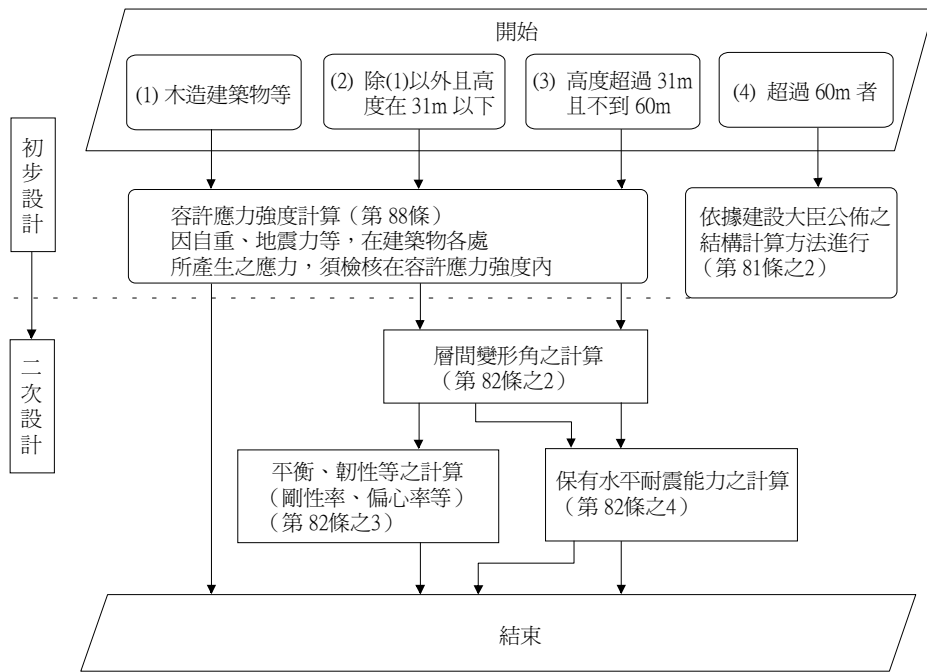 開始
(1) 木造建築物等
(2) 除(1)以外且高
度在 31m 以下
(3) 高度超過 31m
且不到 60m
(4) 超過 60m 者
初步設計
容許應力強度計算（第 88條）
因自重、地震力等，在建築物各處
所產生之應力，須檢核在容許應力強度內
依據建設大臣公佈之
結構計算方法進行
（第 81條之2）
二次設計
層間變形角之計算
（第 82條之2）
平衡、韌性等之計算
（剛性率、偏心率等）
（第 82條之3）
保有水平耐震能力之計算
（第 82條之4）
結束